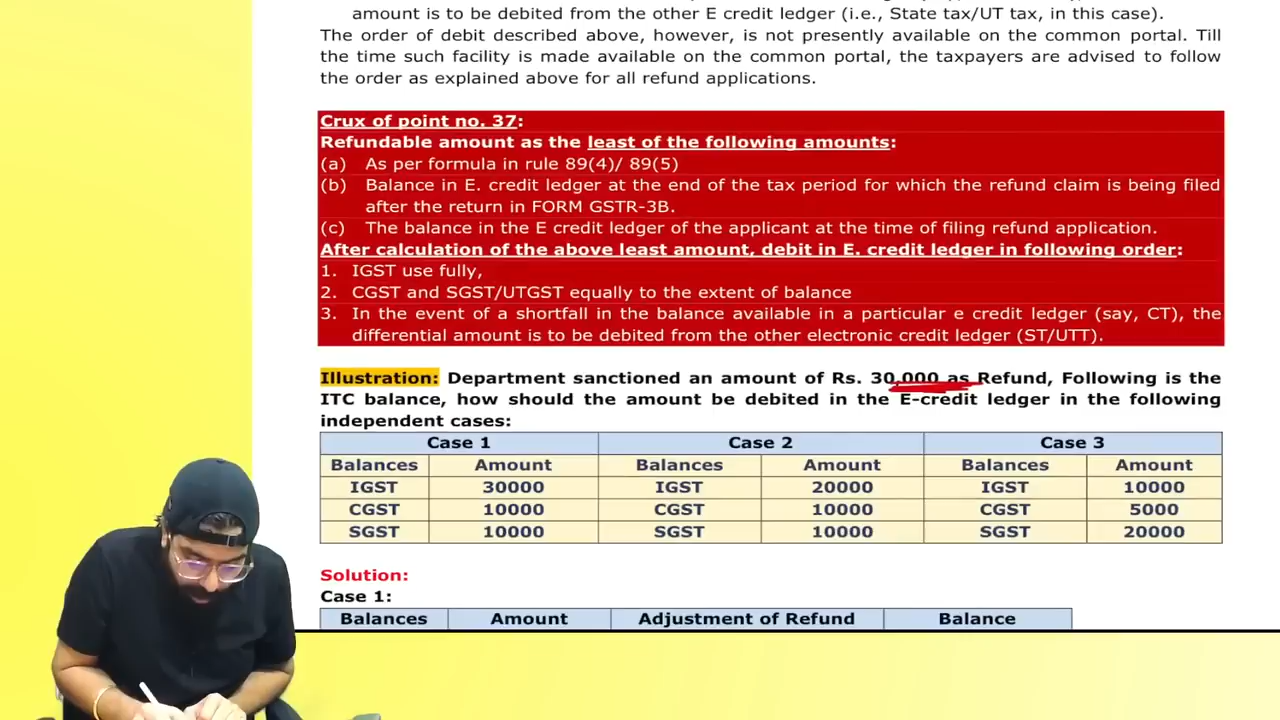 amount is to be debited from the other E credit ledger (i.e., State tax/UT tax, in this case).
The order of debit described above, however, is not presently available on the common portal. Till
the time such facility is made available on the common portal, the taxpayers are advised to follow
the order as explained above for all refund applications.
Crux of point no. 37:
Refundable amount as the least of the following amounts:
(a) As per formula in rule 89(4)/ 89(5)
(b) Balance in E. credit ledger at the end of the tax period for which the refund claim is being filed
after the return in FORM GSTR-3B.
(c) The balance in the E credit ledger of the applicant at the time of filing refund application.
After calculation of the above least amount, debit in E. credit ledger in following order:
1. IGST use fully,
2. CGST and SGST/UTGST equally to the extent of balance
3. In the event of a shortfall in the balance available in a particular e credit ledger (say, CT), the
differential amount is to be debited from the other electronic credit ledger (ST/UTT).
Illustration: Department sanctioned an amount of Rs. 30,000 as Refund, Following is the
ITC balance, how should the amount be debited in the E-credit ledger in the following
independent cases:
Case 1 Case 2 Case 3
Balances Amount Balances Amount Balances Amount
IGST 30000 IGST 20000 IGST 10000
CGST 10000 CGST 10000 CGST 5000
SGST 10000 SGST 10000 SGST 20000
Solution:
Case 1:
Balances Amount Adjustment of Refund Balance